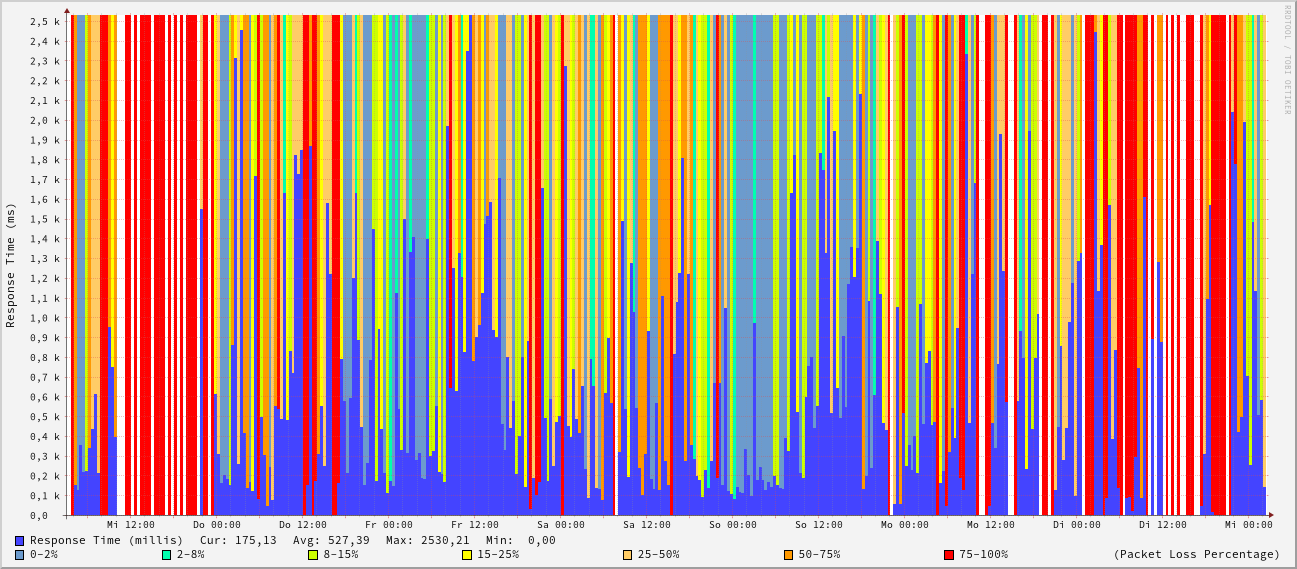 RRDTOOL / TOBI OETIKER
Response Time (ms)
2,5 k
2,4 k
2,3 k
2,2 k
2,1 k
2,0 k
1,9 k
1,8 k
1,7 k
1,6 k
1,5 k
1,4 k
1,3 k
1,2 k
1,1 k
1,0 k
0,9 k
0,8 k
0,7 k
0,6 k
0,5 k
0,4 k
0,3 k
0,2 k
0,1 k
0,0
Mi 12:00 Do 00:00 Do 12:00 Fr 00:00 Fr 12:00 Sa 00:00 Sa 12:00 So 00:00 So 12:00 Mo 00:00 Mo 12:00 Di 00:00 Di 12:00 Mi 00:00
Response Time (millis) Cur: 175,13 Avg: 527,39 Max: 2530,21 Min: 0,00
0-2% 2-8% 8-15% 15-25% 25-50% 50-75% 75-100% (Packet Loss Percentage)